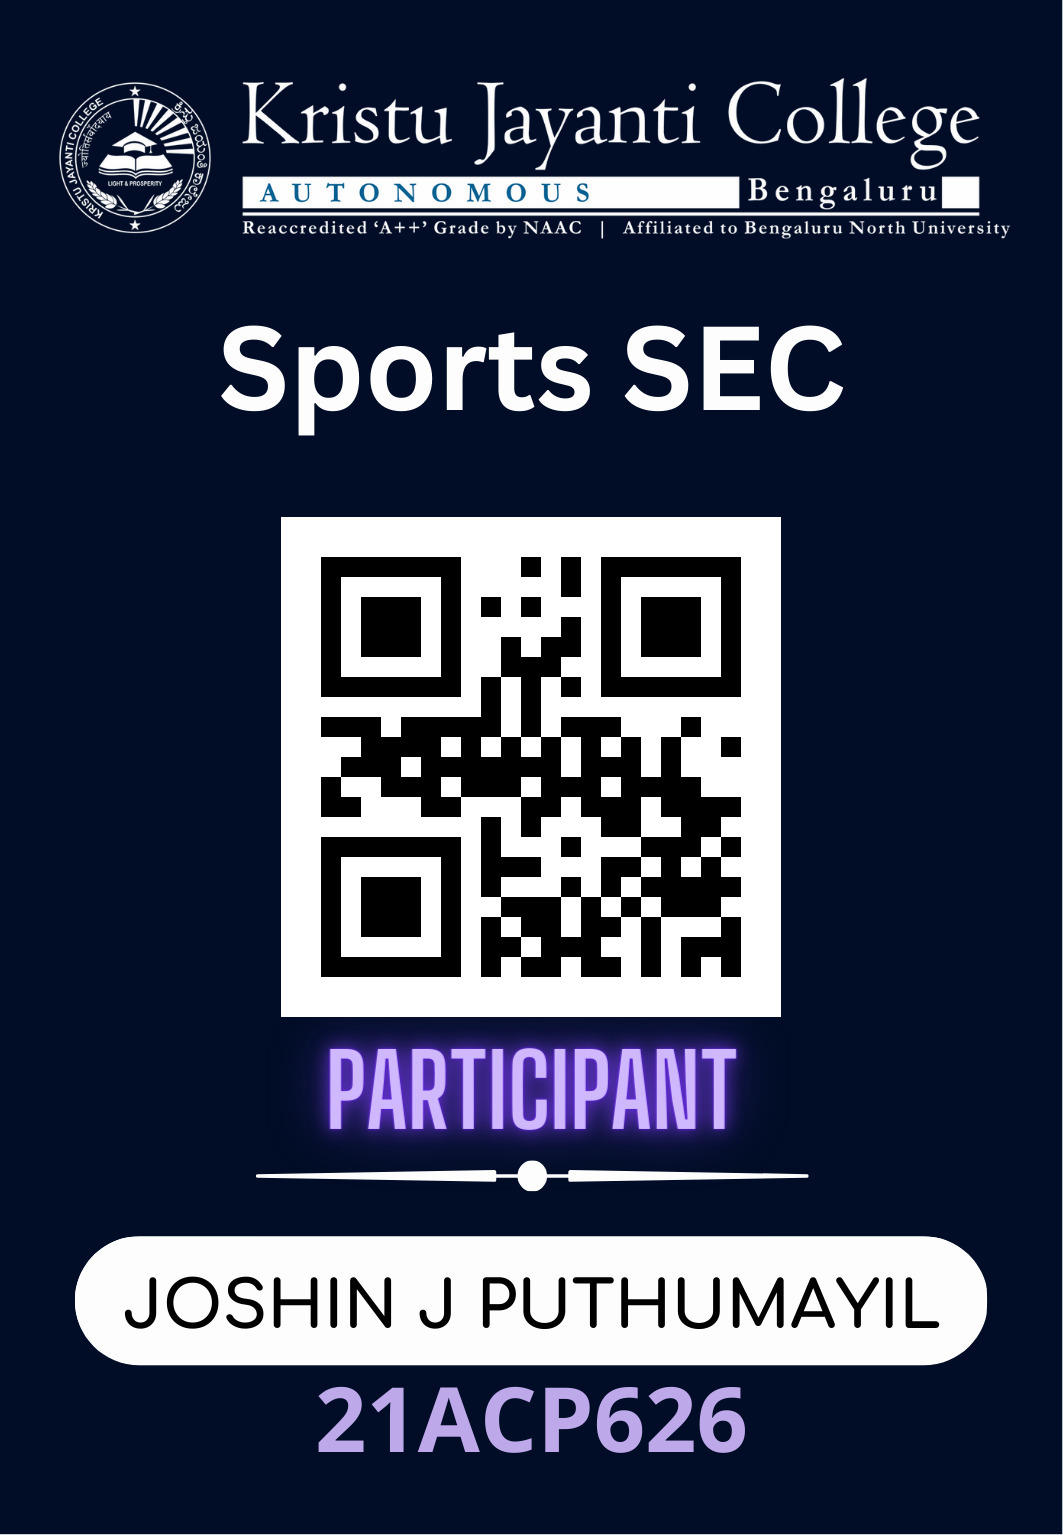 Kristu Jayanti College
AUTONOMOUS Bengaluru
Reaccredited ‘A++’ Grade by NAAC | Affiliated to Bengaluru North University
KRISTU JAYANTI COLLEGE
LIGHT & PROSPERITY
Sports SEC
PARTICIPANT
JOSHIN J PUTHUMAYIL
21ACP626